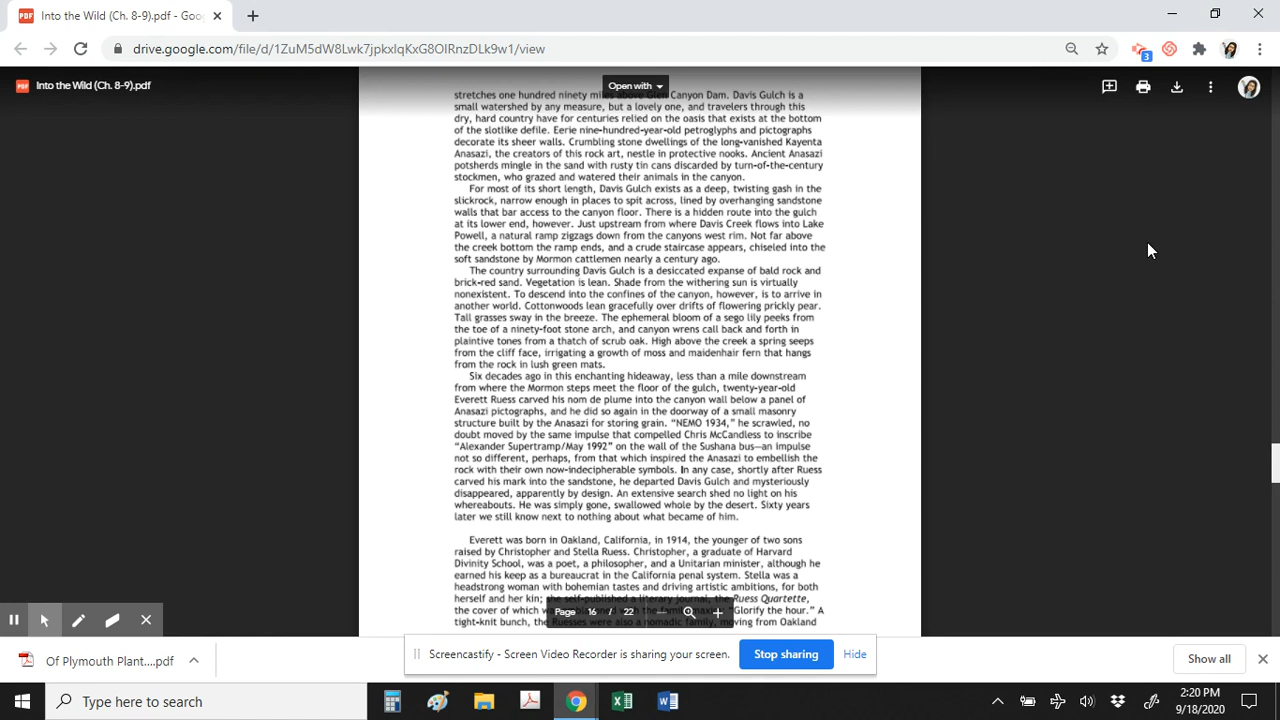 Into the Wild (Ch. 8-9).pdf - Goo
drive.google.com/file/d/1ZuM5dW8Lwk7jpkxlqKxG8OIRnzDLk9w1/view
3
Into the Wild (Ch. 8-9).pdf
Open with
stretches one hundred ninety miles above Glen Canyon Dam. Davis Gulch is a
small watershed by any measure, but a lovely one, and travelers through this
dry, hard country have for centuries relied on the oasis that exists at the bottom
of the slotlike defile. Eerie nine-hundred-year-old petroglyphs and pictographs
decorate its sheer walls. Crumbling stone dwellings of the long-vanished Kayenta
Anasazi, the creators of this rock art, nestle in protective nooks. Ancient Anasazi
potsherds mingle in the sand with rusty tin cans discarded by turn-of-the-century
stockmen, who grazed and watered their animals in the canyon.
For most of its short length, Davis Gulch exists as a deep, twisting gash in the
slickrock, narrow enough in places to spit across, lined by overhanging sandstone
walls that bar access to the canyon floor. There is a hidden route into the gulch
at its lower end, however. Just upstream from where Davis Creek flows into Lake
Powell, a natural ramp zigzags down from the canyons west rim. Not far above
the creek bottom the ramp ends, and a crude staircase appears, chiseled into the
soft sandstone by Mormon cattlemen nearly a century ago.
The country surrounding Davis Gulch is a desiccated expanse of bald rock and
brick-red sand. Vegetation is lean. Shade from the withering sun is virtually
nonexistent. To descend into the confines of the canyon, however, is to arrive in
another world. Cottonwoods lean gracefully over drifts of flowering prickly pear.
Tall grasses sway in the breeze. The ephemeral bloom of a sego lily peeks from
the toe of a ninety-foot stone arch, and canyon wrens call back and forth in
plaintive tones from a thatch of scrub oak. High above the creek a spring seeps
from the cliff face, irrigating a growth of moss and maidenhair fern that hangs
from the rock in lush green mats.
Six decades ago in this enchanting hideaway, less than a mile downstream
from where the Mormon steps meet the floor of the gulch, twenty-year-old
Everett Ruess carved his nom de plume into the canyon wall below a panel of
Anasazi pictographs, and he did so again in the doorway of a small masonry
structure built by the Anasazi for storing grain. “NEMO 1934,” he scrawled, no
doubt moved by the same impulse that compelled Chris McCandless to inscribe
“Alexander Supertramp/May 1992” on the wall of the Sushana bus—an impulse
not so different, perhaps, from that which inspired the Anasazi to embellish the
rock with their own now-indecipherable symbols. In any case, shortly after Ruess
carved his mark into the sandstone, he departed Davis Gulch and mysteriously
disappeared, apparently by design. An extensive search shed no light on his
whereabouts. He was simply gone, swallowed whole by the desert. Sixty years
later we still know next to nothing about what became of him.
Everett was born in Oakland, California, in 1914, the younger of two sons
raised by Christopher and Stella Ruess. Christopher, a graduate of Harvard
Divinity School, was a poet, a philosopher, and a Unitarian minister, although he
earned his keep as a bureaucrat in the California penal system. Stella was a
headstrong woman with bohemian tastes and driving artistic ambitions, for both
herself and her kin; she self-published a literary journal, the Ruess Quartette,
the cover of which was emblazoned with the family maxim: “Glorify the hour.” A
tight-knit bunch, the Ruesses were also a nomadic family, moving from Oakland
Page 16 / 22
Screencastify - Screen Video Recorder is sharing your screen.
Stop sharing
Hide
Of Plymouth Plant....pdf
Show all
Type here to search
2:20 PM
9/18/2020